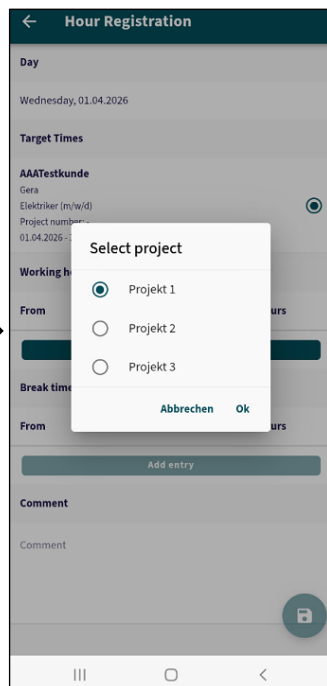 Hour Registration
Day
Wednesday, 01.04.2026
Target Times
AAATestkunde
Gera
Elektriker (m/w/d)
Project number: -
01.04.2026 -
Select project
Working h
Projekt 1
From
urs
Projekt 2
Projekt 3
Break time
Abbrechen Ok
From
urs
Add entry
Comment
Comment